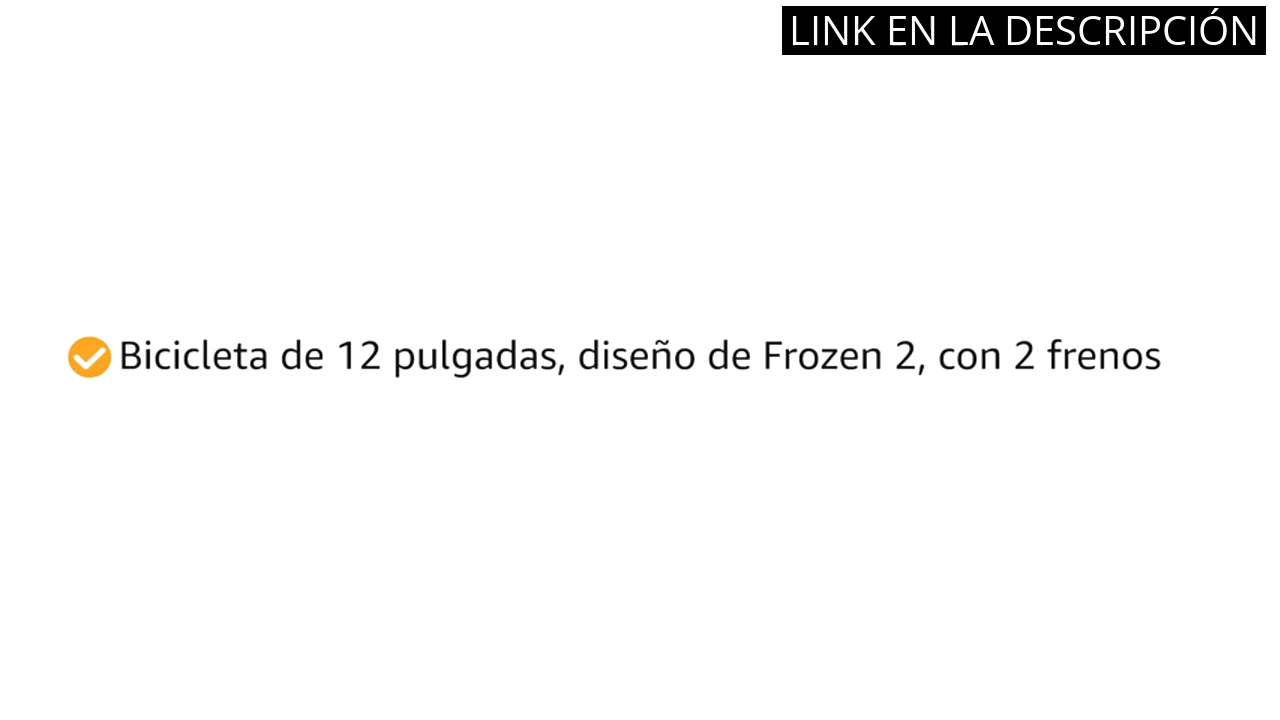 LINK EN LA DESCRIPCIÓN
Bicicleta de 12 pulgadas, diseño de Frozen 2, con 2 frenos